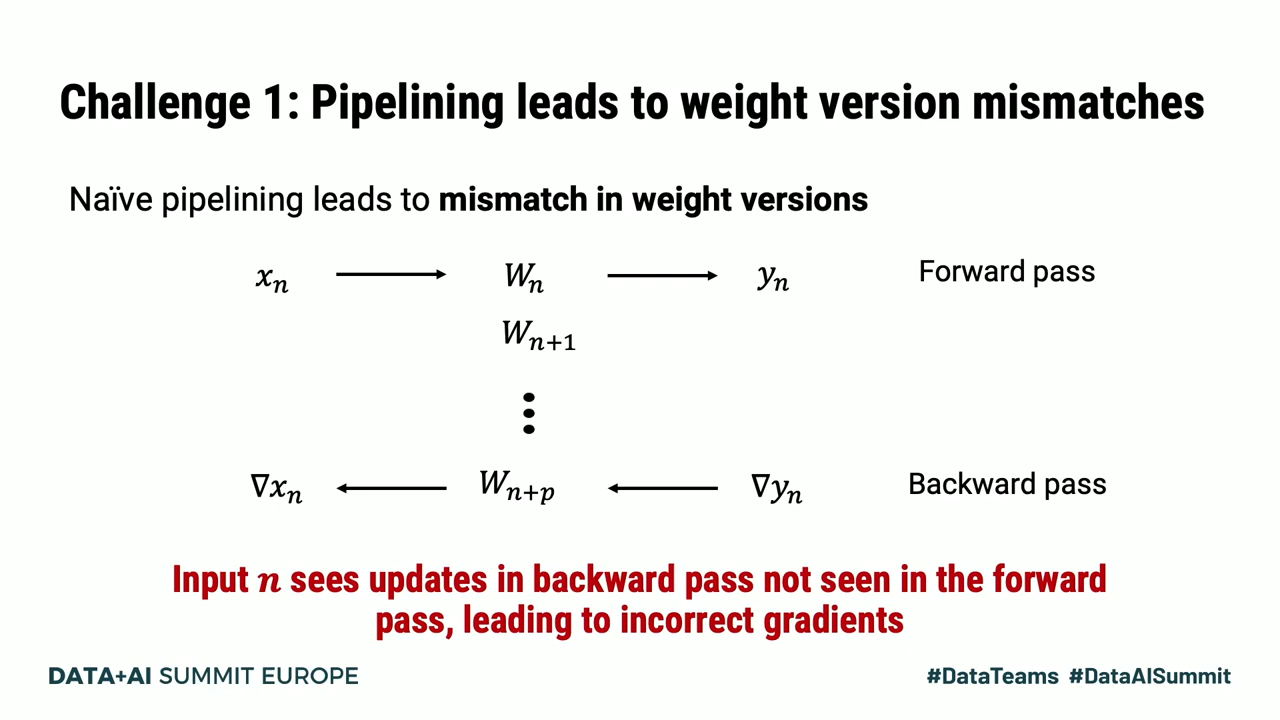 Challenge 1: Pipelining leads to weight version mismatches
Naïve pipelining leads to mismatch in weight versions
xₙ → Wₙ → yₙ Forward pass
Wₙ₊₁
⋮
∇xₙ ← Wₙ₊ₚ ← ∇yₙ Backward pass
Input n sees updates in backward pass not seen in the forward
pass, leading to incorrect gradients
DATA+AI SUMMIT EUROPE #DataTeams #DataAISummit